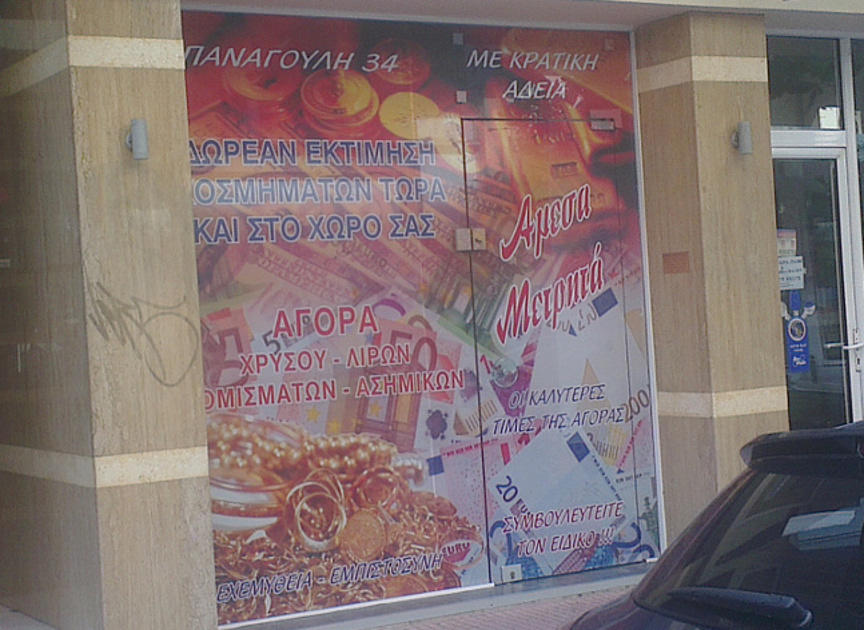 ΠΑΝΑΓΟΥΛΗ 34
ΜΕ ΚΡΑΤΙΚΗ
ΑΔΕΙΑ
ΔΩΡΕΑΝ ΕΚΤΙΜΗΣΗ
ΚΟΣΜΗΜΑΤΩΝ ΤΩΡΑ
ΚΑΙ ΣΤΟ ΧΩΡΟ ΣΑΣ
Αμεσα
Μετρητά
ΑΓΟΡΑ
ΧΡΥΣΟΥ - ΛΙΡΩΝ
ΝΟΜΙΣΜΑΤΩΝ - ΑΣΗΜΙΚΩΝ
ΟΙ ΚΑΛΥΤΕΡΕΣ
ΤΙΜΕΣ ΤΗΣ ΑΓΟΡΑΣ
ΣΥΜΒΟΥΛΕΥΤΕΙΤΕ
ΤΟΝ ΕΙΔΙΚΟ !!!
ΕΧΕΜΥΘΕΙΑ - ΕΜΠΙΣΤΟΣΥΝΗ